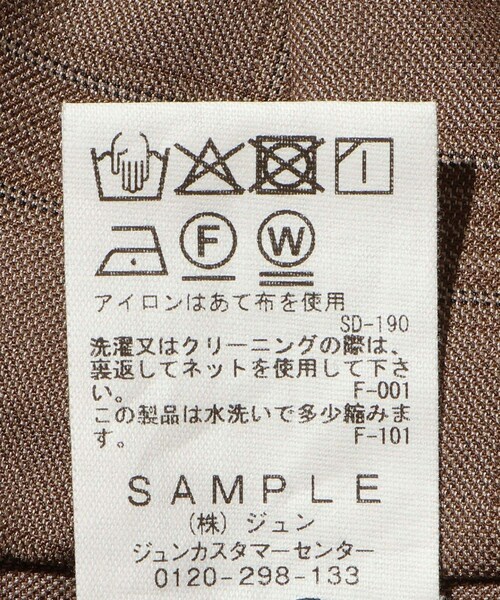 F W
アイロンはあて布を使用
SD-190
洗濯又はクリーニングの際は、
裏返してネットを使用して下さ
い。 F-001
この製品は水洗いで多少縮みま
す。 F-101
SAMPLE
(株) ジュン
ジュンカスタマーセンター
0120-298-133